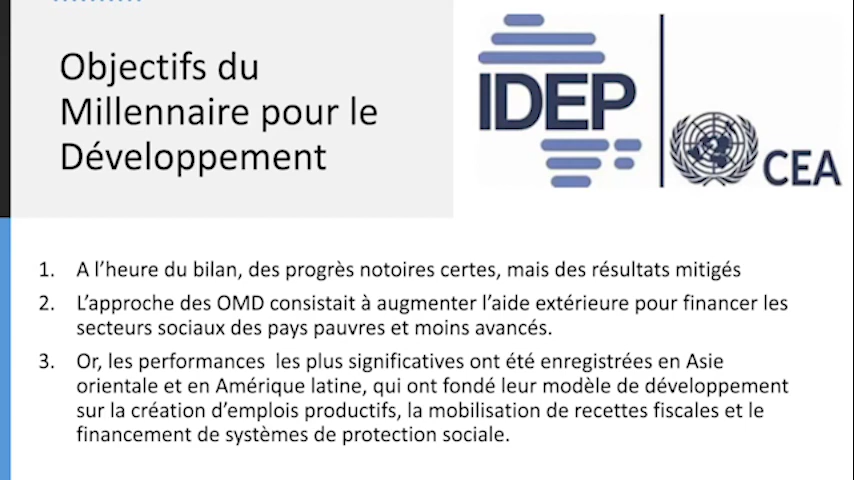 Objectifs du
Millennaire pour le
Développement
IDEP
CEA
1. A l’heure du bilan, des progrès notoires certes, mais des résultats mitigés
2. L’approche des OMD consistait à augmenter l’aide extérieure pour financer les
secteurs sociaux des pays pauvres et moins avancés.
3. Or, les performances les plus significatives ont été enregistrées en Asie
orientale et en Amérique latine, qui ont fondé leur modèle de développement
sur la création d’emplois productifs, la mobilisation de recettes fiscales et le
financement de systèmes de protection sociale.